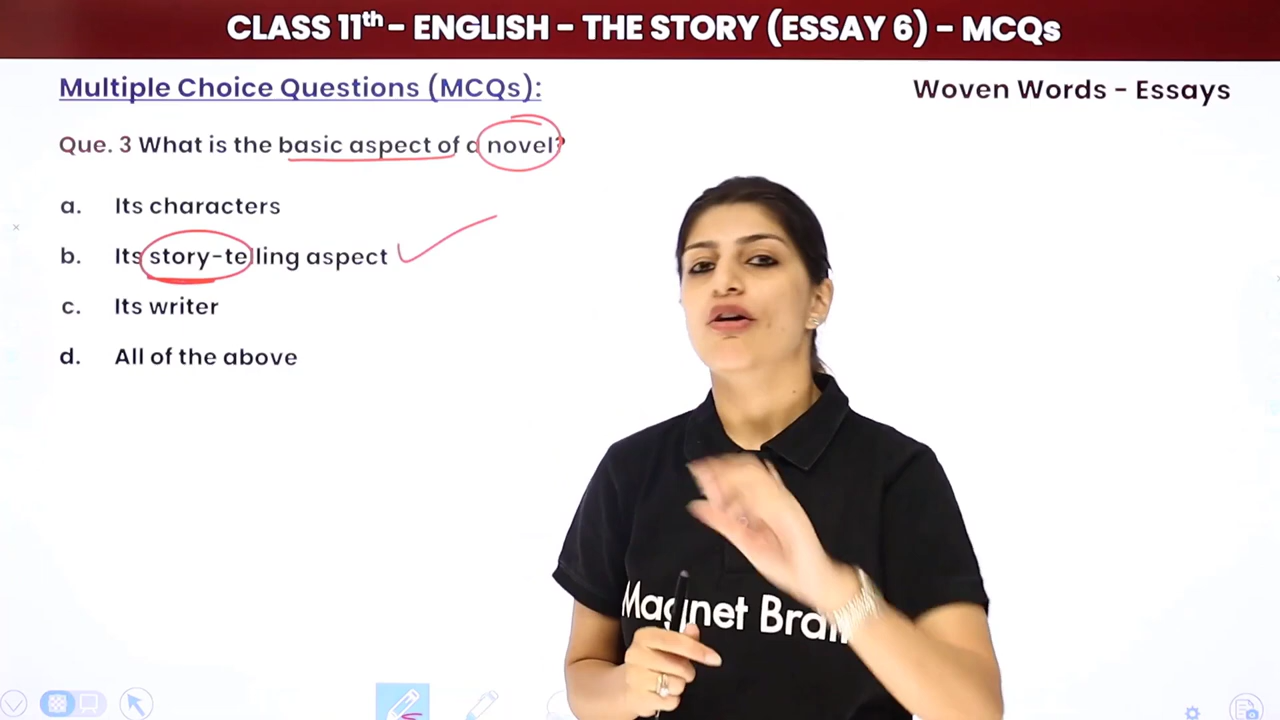 CLASS 11th - ENGLISH - THE STORY (ESSAY 6) - MCQs
Multiple Choice Questions (MCQs):
Woven Words - Essays
Que. 3 What is the basic aspect of a novel?
a. Its characters
b. Its story-telling aspect
c. Its writer
d. All of the above
Magnet Brai